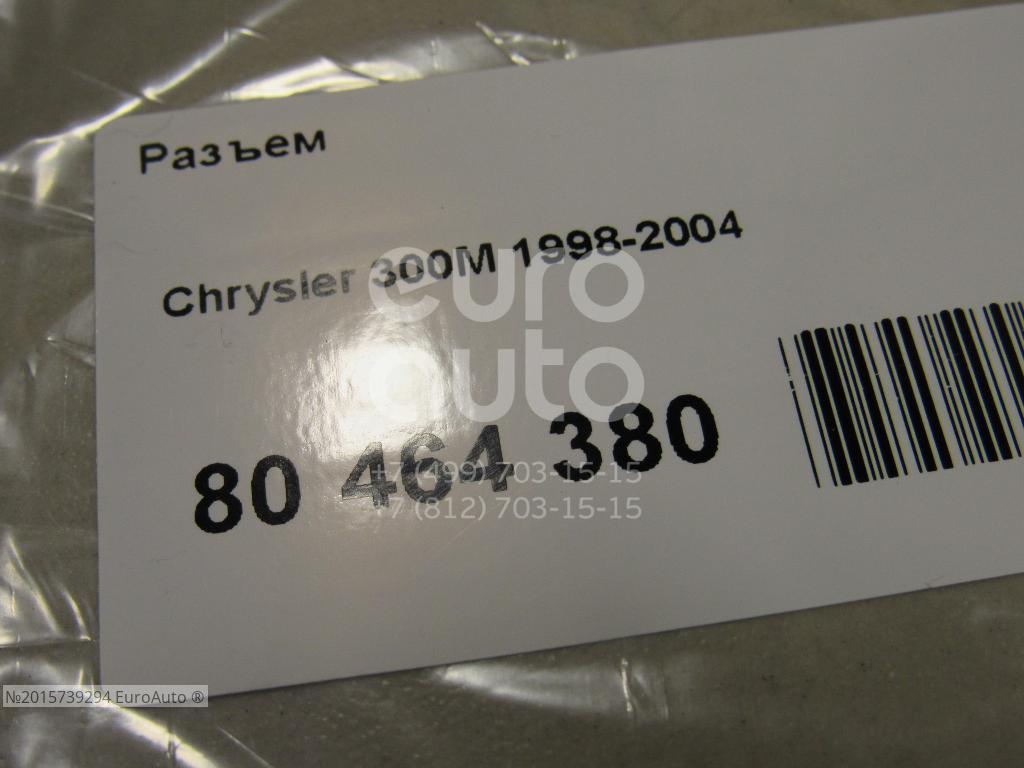 Разъем
Chrysler 300M 1998-2004
euro
auto
80 464 380
+7 (499) 703-15-15
+7 (812) 703-15-15
№2015739294 EuroAuto ®